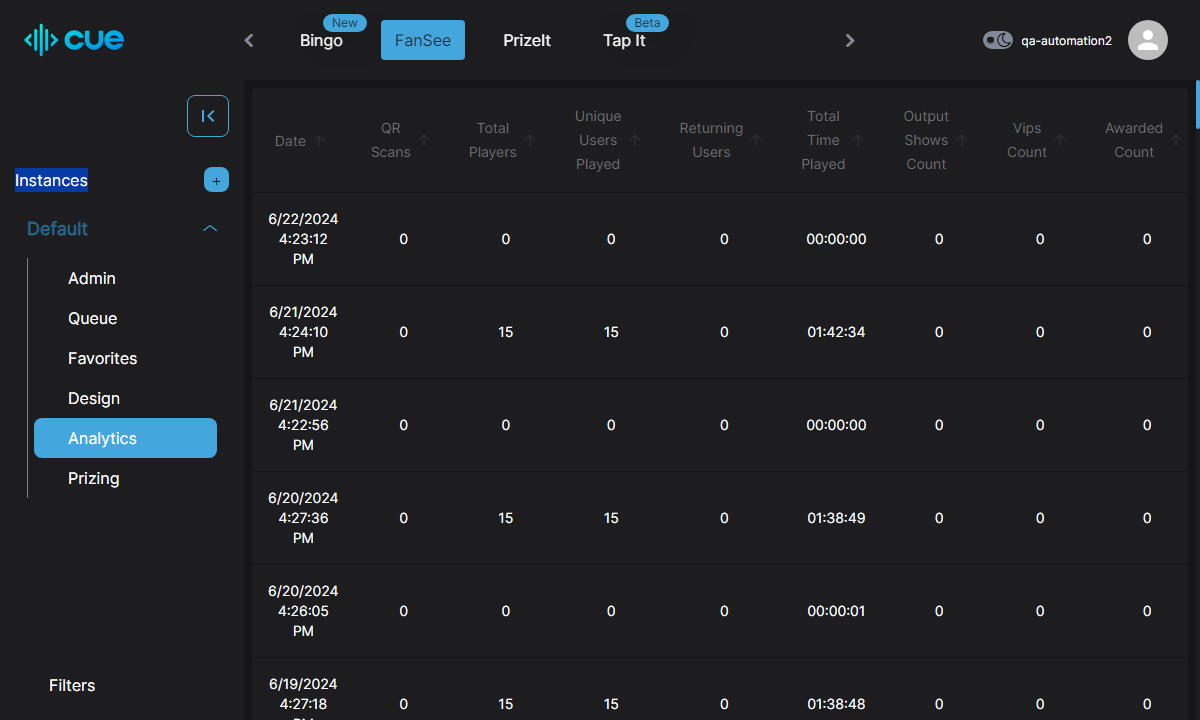 cue
New
Bingo
FanSee
PrizeIt
Beta
Tap It
qa-automation2
Instances
+
Default
Admin
Queue
Favorites
Design
Analytics
Prizing
Filters
Date
QR
Scans
Total
Players
Unique
Users
Played
Returning
Users
Total
Time
Played
Output
Shows
Count
Vips
Count
Awarded
Count
6/22/2024
4:23:12
PM
0 0 0 0 00:00:00 0 0 0
6/21/2024
4:24:10
PM
0 15 15 0 01:42:34 0 0 0
6/21/2024
4:22:56
PM
0 0 0 0 00:00:00 0 0 0
6/20/2024
4:27:36
PM
0 15 15 0 01:38:49 0 0 0
6/20/2024
4:26:05
PM
0 0 0 0 00:00:01 0 0 0
6/19/2024
4:27:18
PM
0 15 15 0 01:38:48 0 0 0